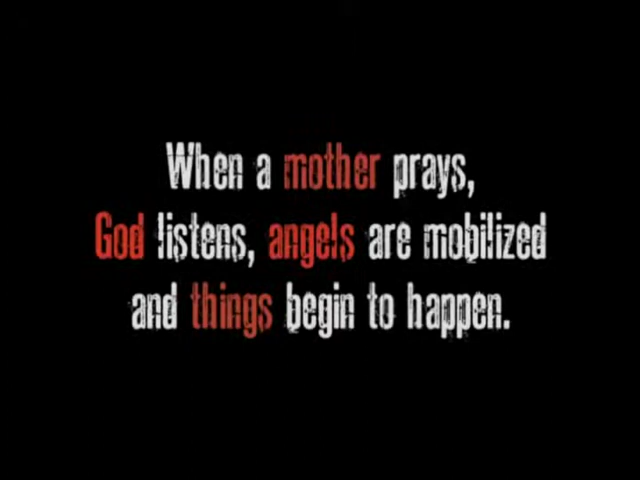 When a mother prays,
God listens, angels are mobilized
and things begin to happen.